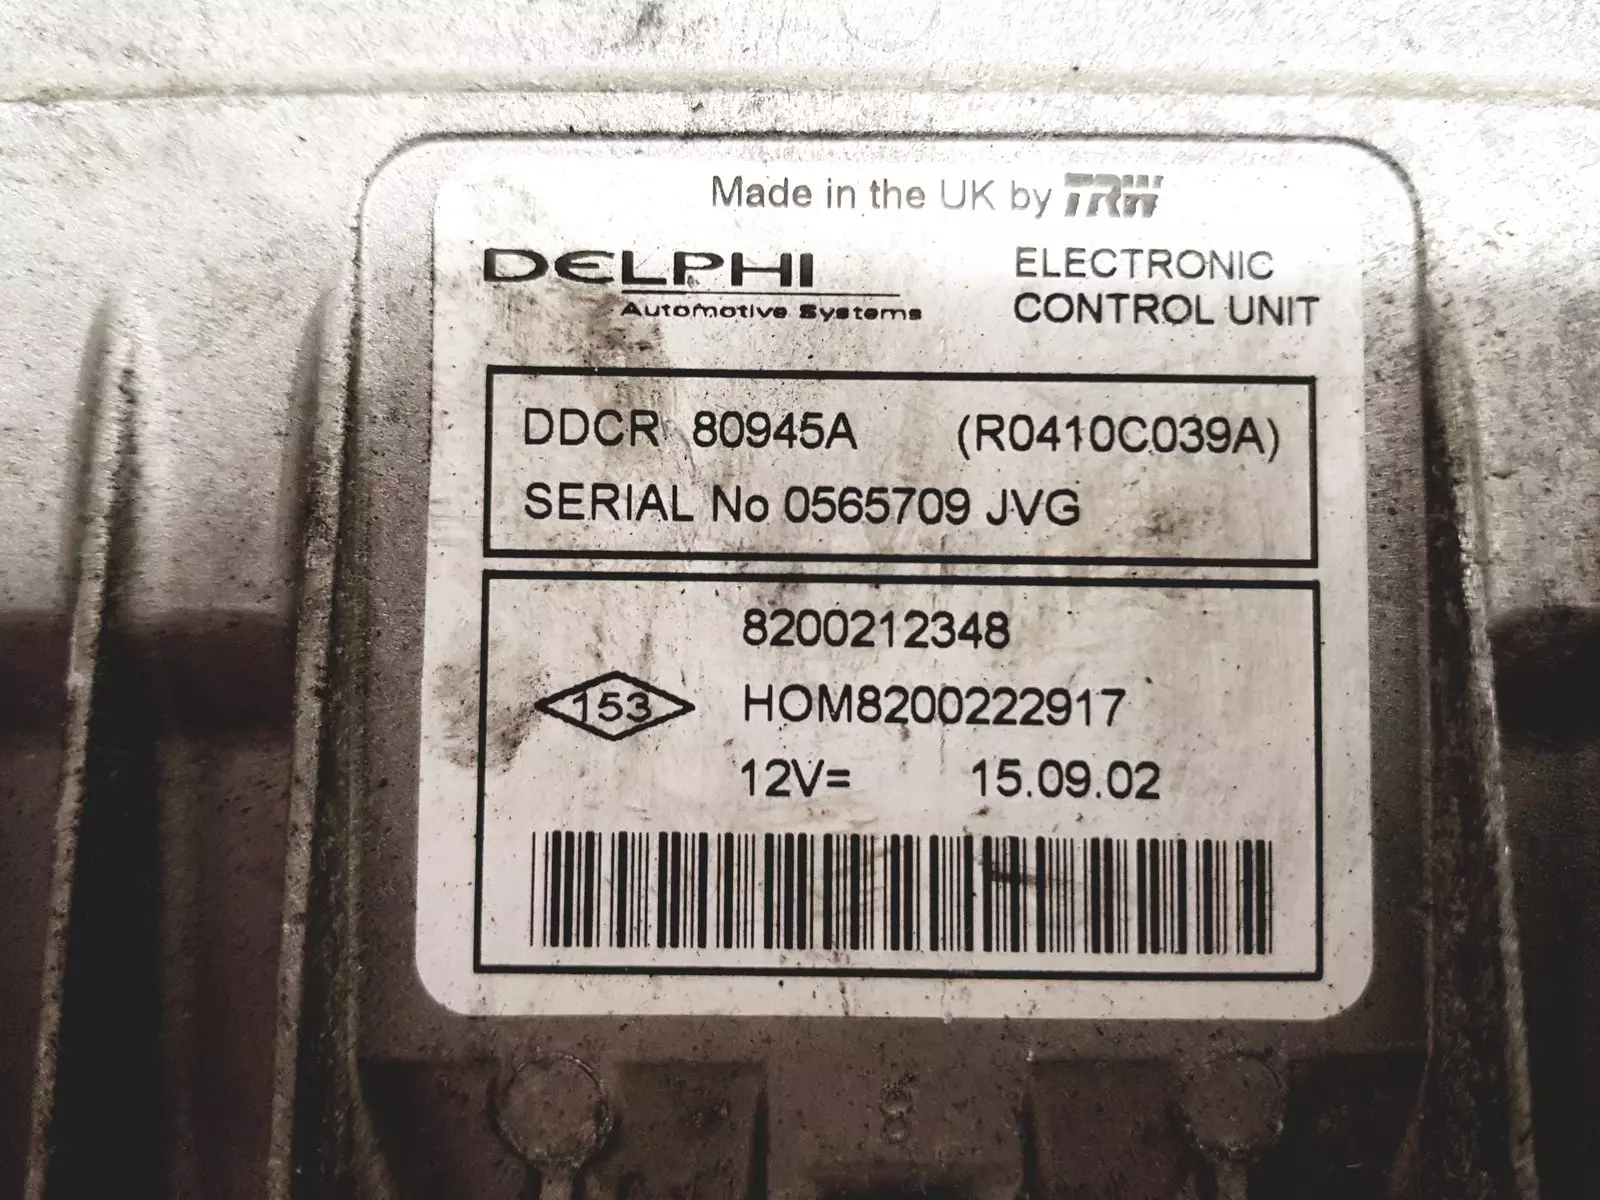 Made in the UK by TRW
DELPHI
Automotive Systems
ELECTRONIC
CONTROL UNIT
DDCR 80945A (R0410C039A)
SERIAL No 0565709 JVG
8200212348
153 HOM8200222917
12V= 15.09.02